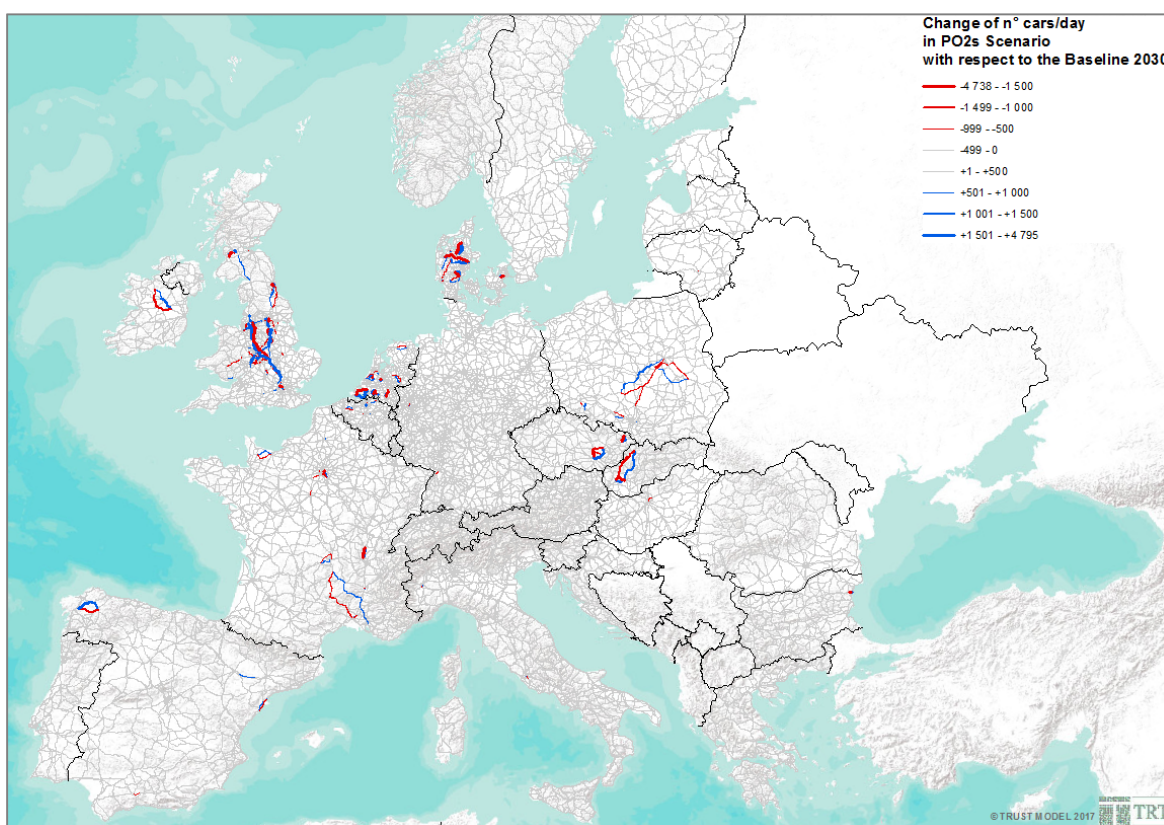 Change of n° cars/day
in PO2s Scenario
with respect to the Baseline 2030
-4 738 - -1 500
-1 499 - -1 000
-999 - -500
-499 - 0
+1 - +500
+501 - +1 000
+1 001 - +1 500
+1 501 - +4 795
©TRUST MODEL 2017
TRT